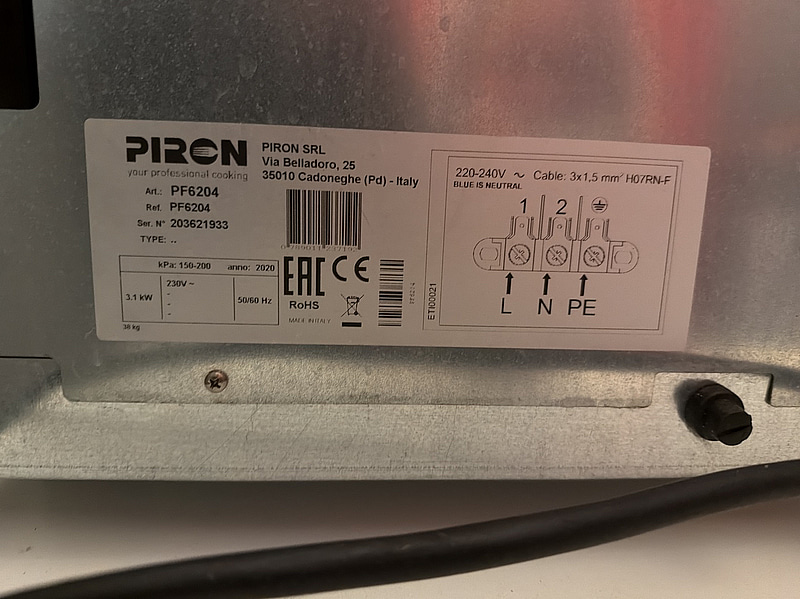 PIRON
your professional cooking
PIRON SRL
Via Belladoro, 25
35010 Cadoneghe (Pd) - Italy
Art.: PF6204
Ref. PF6204
Ser. N° 203621933
TYPE: ..
kPa: 150-200 anno: 2020
3.1 kW
230V ~
-
-
-
50/60 Hz
38 kg
EAC CE
RoHS
MADE IN ITALY
PF6204
ETI00021
220-240V ~ Cable: 3x1,5 mm² H07RN-F
BLUE IS NEUTRAL
1 2
L N PE